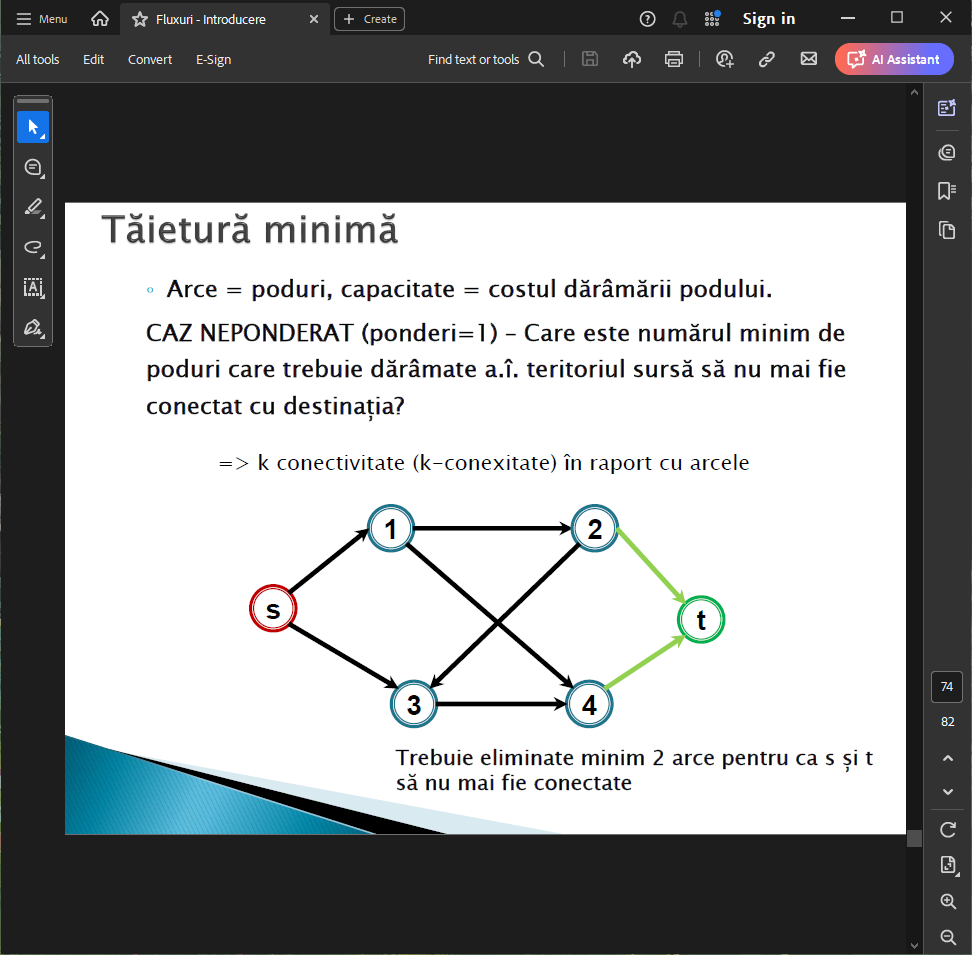 Menu
Fluxuri - Introducere
Create
Sign in
All tools
Edit
Convert
E-Sign
Find text or tools
AI Assistant
Tăietură minimă
Arce = poduri, capacitate = costul dărâmării podului.
CAZ NEPONDERAT (ponderi=1) – Care este numărul minim de
poduri care trebuie dărâmate a.î. teritoriul sursă să nu mai fie
conectat cu destinația?
=> k conectivitate (k-conexitate) în raport cu arcele
1
2
s
t
3
4
Trebuie eliminate minim 2 arce pentru ca s și t
să nu mai fie conectate
74
82